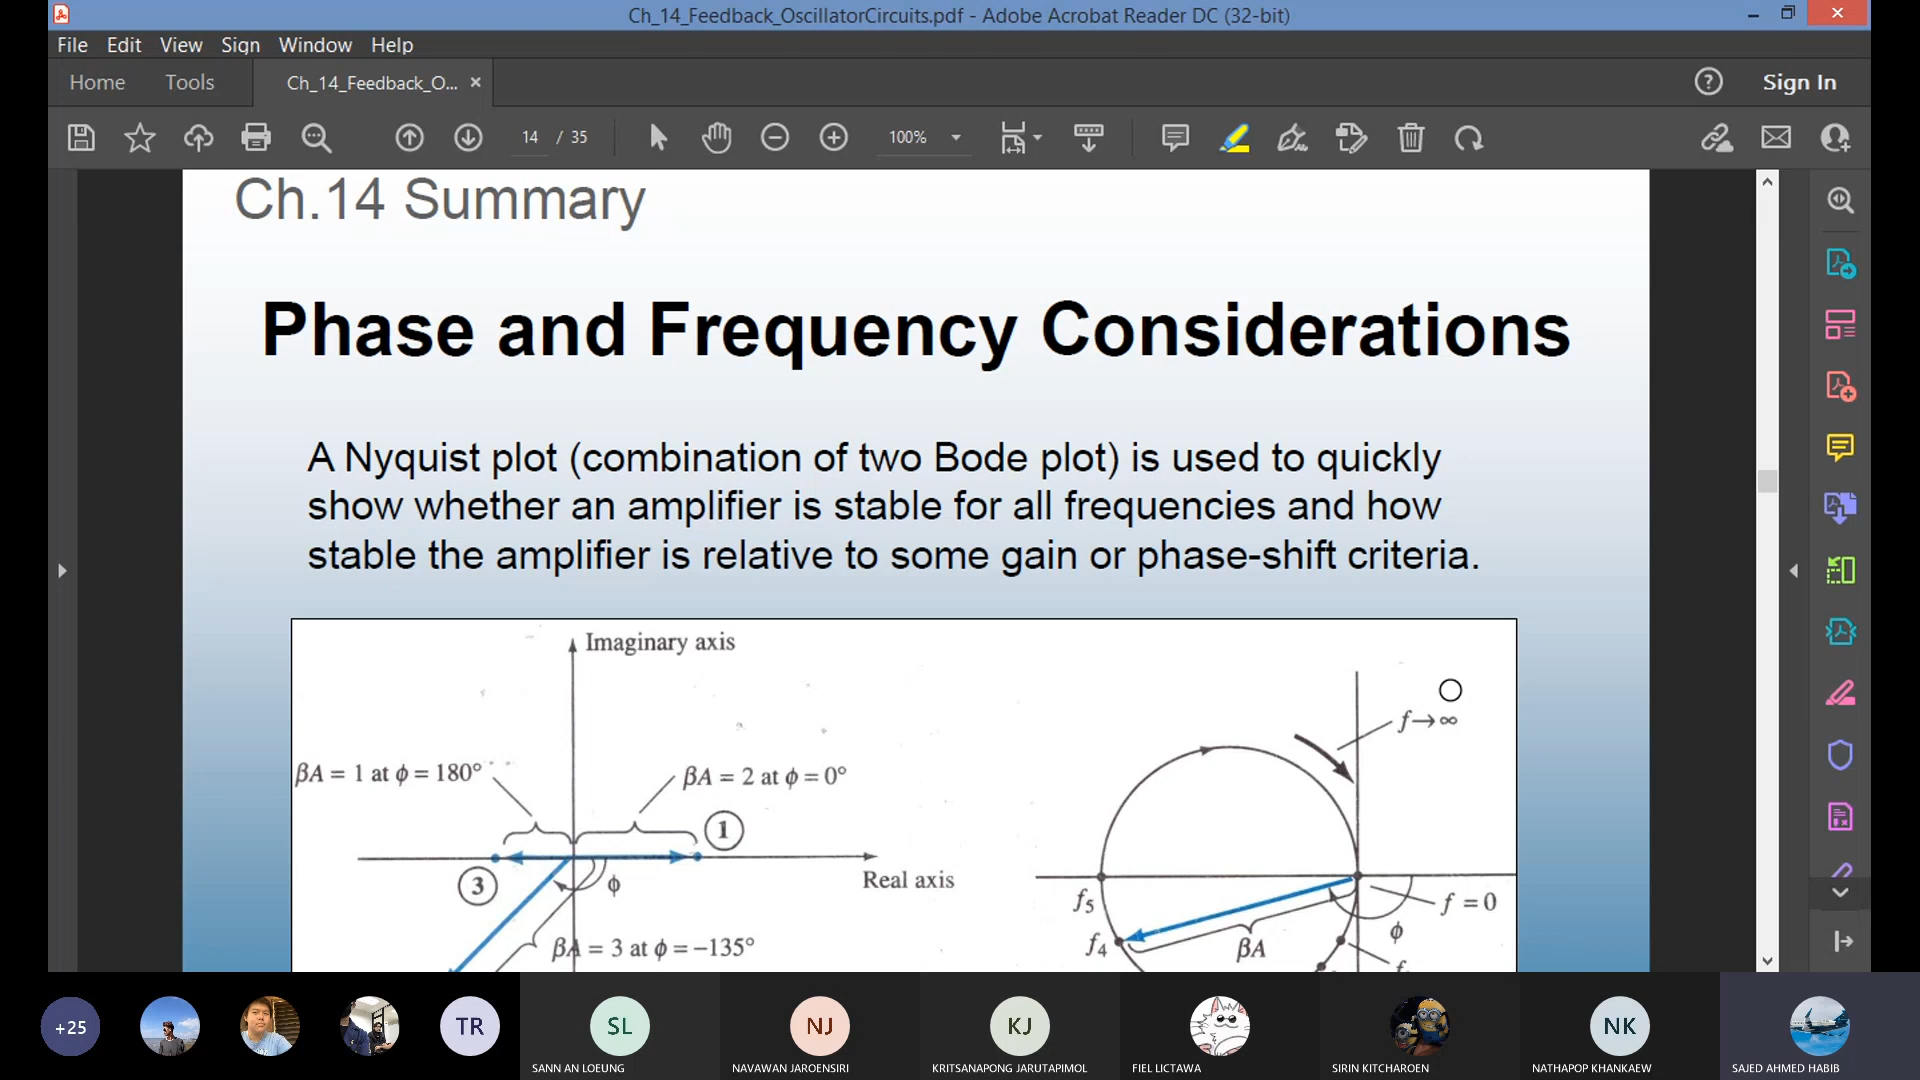 Ch_14_Feedback_OscillatorCircuits.pdf - Adobe Acrobat Reader DC (32-bit)
File Edit View Sign Window Help
Home Tools Ch_14_Feedback_O... × Sign In
14 / 35 100%
Ch.14 Summary
Phase and Frequency Considerations
A Nyquist plot (combination of two Bode plot) is used to quickly
show whether an amplifier is stable for all frequencies and how
stable the amplifier is relative to some gain or phase-shift criteria.
Imaginary axis
f→∞
βA = 1 at ϕ = 180°
βA = 2 at ϕ = 0°
1
3
ϕ
Real axis
f5
f = 0
ϕ
f4
βA
βA = 3 at ϕ = −135°
+25
TR
SL
NJ
KJ
NK
SANN AN LOEUNG
NAVAWAN JAROENSIRI
KRITSANAPONG JARUTAPIMOL
FIEL LICTAWA
SIRIN KITCHAROEN
NATHAPOP KHANKAEW
SAJED AHMED HABIB